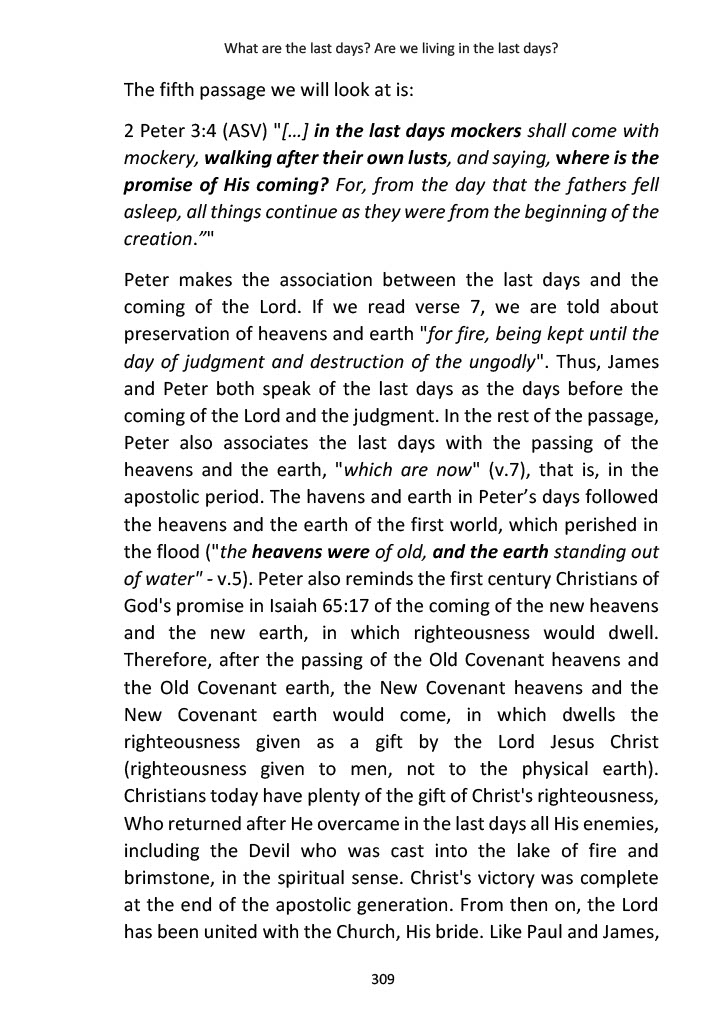 What are the last days? Are we living in the last days?
The fifth passage we will look at is:
2 Peter 3:4 (ASV) "[…] in the last days mockers shall come with
mockery, walking after their own lusts, and saying, where is the
promise of His coming? For, from the day that the fathers fell
asleep, all things continue as they were from the beginning of the
creation.”"
Peter makes the association between the last days and the
coming of the Lord. If we read verse 7, we are told about
preservation of heavens and earth "for fire, being kept until the
day of judgment and destruction of the ungodly". Thus, James
and Peter both speak of the last days as the days before the
coming of the Lord and the judgment. In the rest of the passage,
Peter also associates the last days with the passing of the
heavens and the earth, "which are now" (v.7), that is, in the
apostolic period. The havens and earth in Peter’s days followed
the heavens and the earth of the first world, which perished in
the flood ("the heavens were of old, and the earth standing out
of water" - v.5). Peter also reminds the first century Christians of
God's promise in Isaiah 65:17 of the coming of the new heavens
and the new earth, in which righteousness would dwell.
Therefore, after the passing of the Old Covenant heavens and
the Old Covenant earth, the New Covenant heavens and the
New Covenant earth would come, in which dwells the
righteousness given as a gift by the Lord Jesus Christ
(righteousness given to men, not to the physical earth).
Christians today have plenty of the gift of Christ's righteousness,
Who returned after He overcame in the last days all His enemies,
including the Devil who was cast into the lake of fire and
brimstone, in the spiritual sense. Christ's victory was complete
at the end of the apostolic generation. From then on, the Lord
has been united with the Church, His bride. Like Paul and James,
309